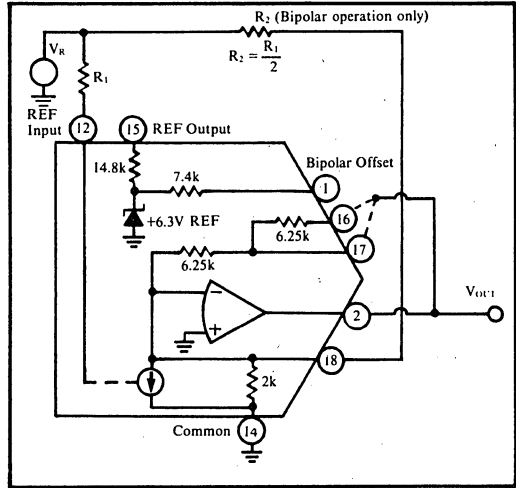 R₂ (Bipolar operation only)
R₂ = R₁/2
V_R
R₁
REF
Input
12
15
REF Output
14.8k
7.4k
Bipolar Offset
1
+6.3V REF
6.25k
16
17
6.25k
−
+
2
V_OUT
18
2k
Common
14